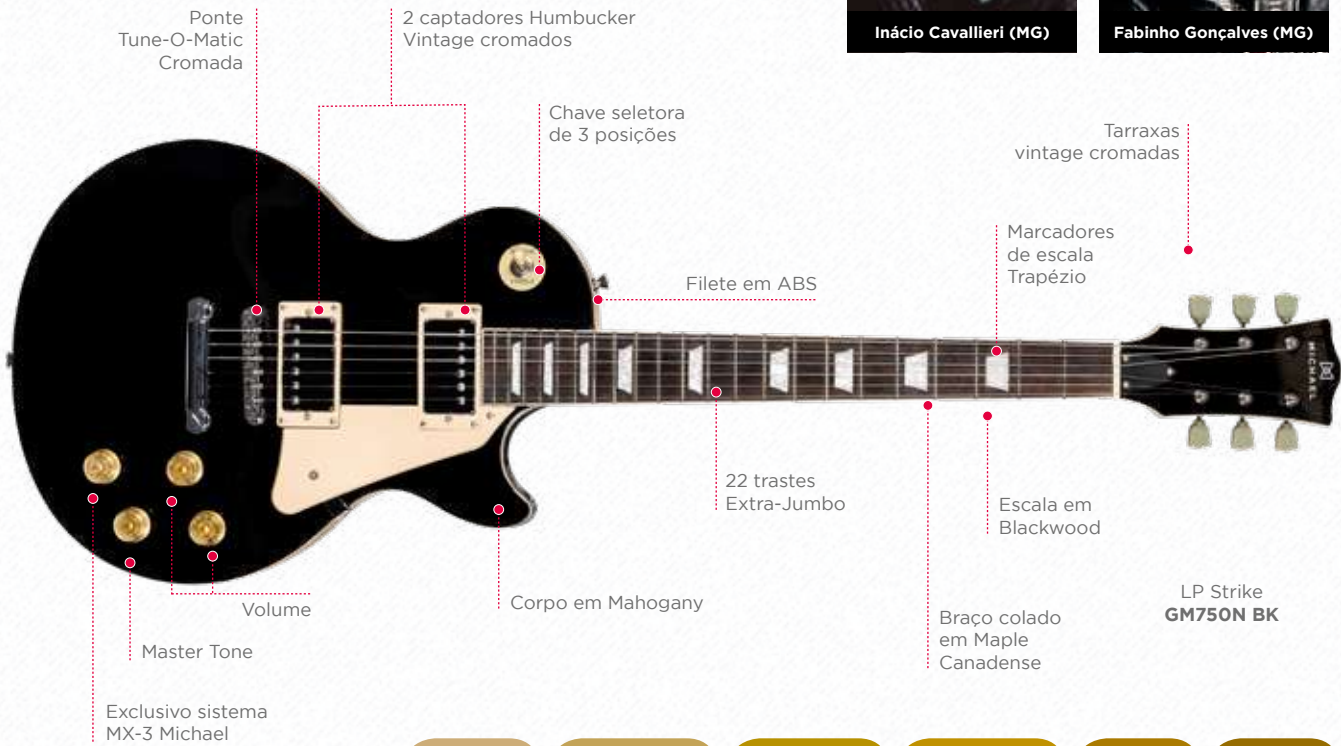 Ponte
Tune-O-Matic
Cromada
2 captadores Humbucker
Vintage cromados
Inácio Cavallieri (MG)
Fabinho Gonçalves (MG)
Chave seletora
de 3 posições
Tarraxas
vintage cromadas
Marcadores
de escala
Trapézio
Filete em ABS
MICHAEL
22 trastes
Extra-Jumbo
Escala em
Blackwood
Volume
Corpo em Mahogany
LP Strike
GM750N BK
Braço colado
em Maple
Canadense
Master Tone
Exclusivo sistema
MX-3 Michael